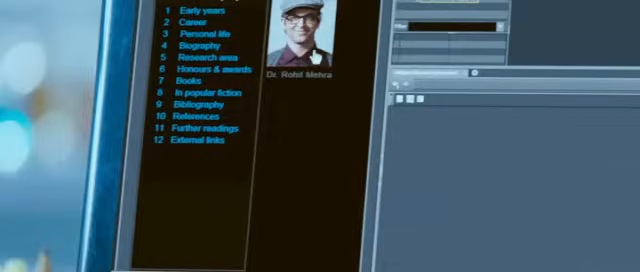 1 Early years
2 Career
3 Personal life
4 Biography
5 Research area
6 Honours & awards
7 Books
8 In popular fiction
9 Bibliography
10 References
11 Further readings
12 External links
Dr. Rohit Mehra